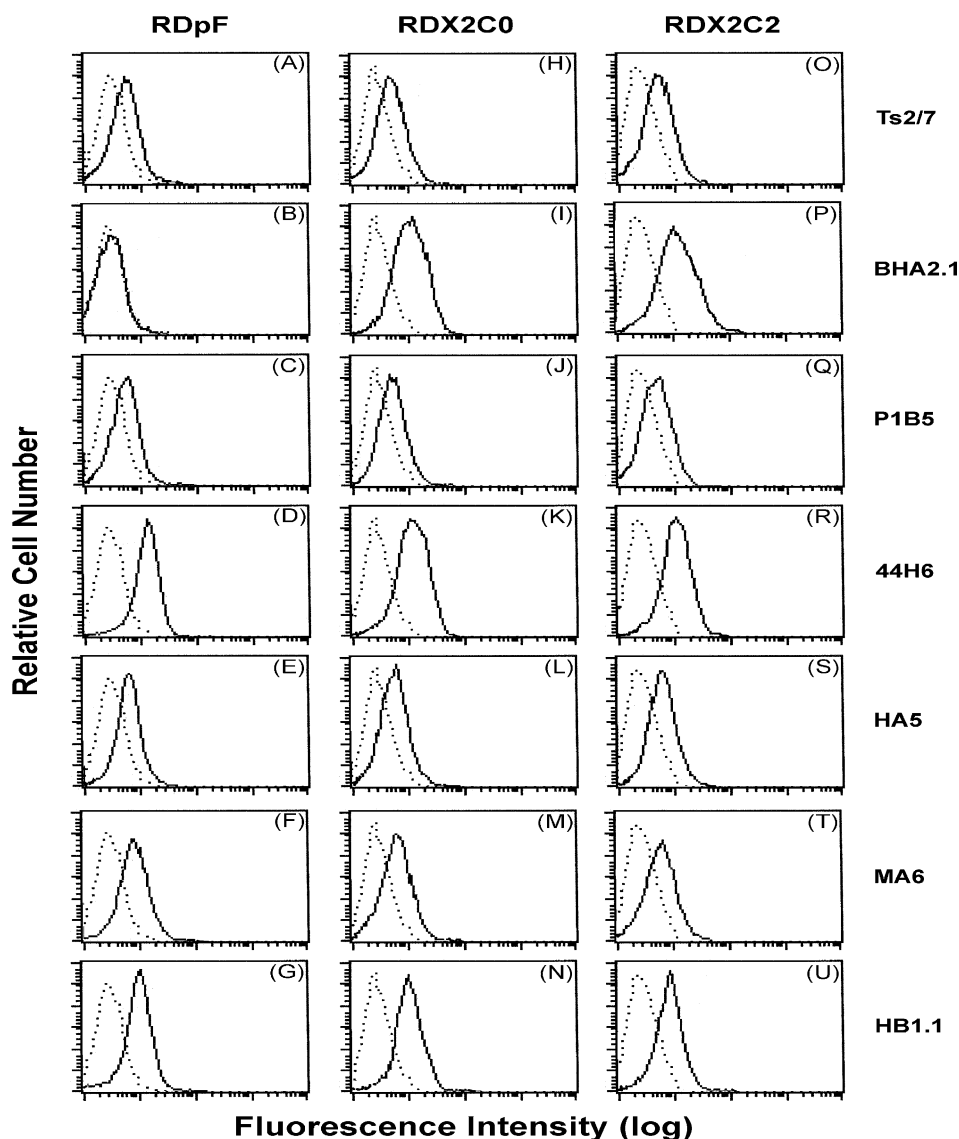 RDpF RDX2C0 RDX2C2
(A) (H) (O) Ts2/7
(B) (I) (P) BHA2.1
(C) (J) (Q) P1B5
(D) (K) (R) 44H6
(E) (L) (S) HA5
(F) (M) (T) MA6
(G) (N) (U) HB1.1
Relative Cell Number
Fluorescence Intensity (log)